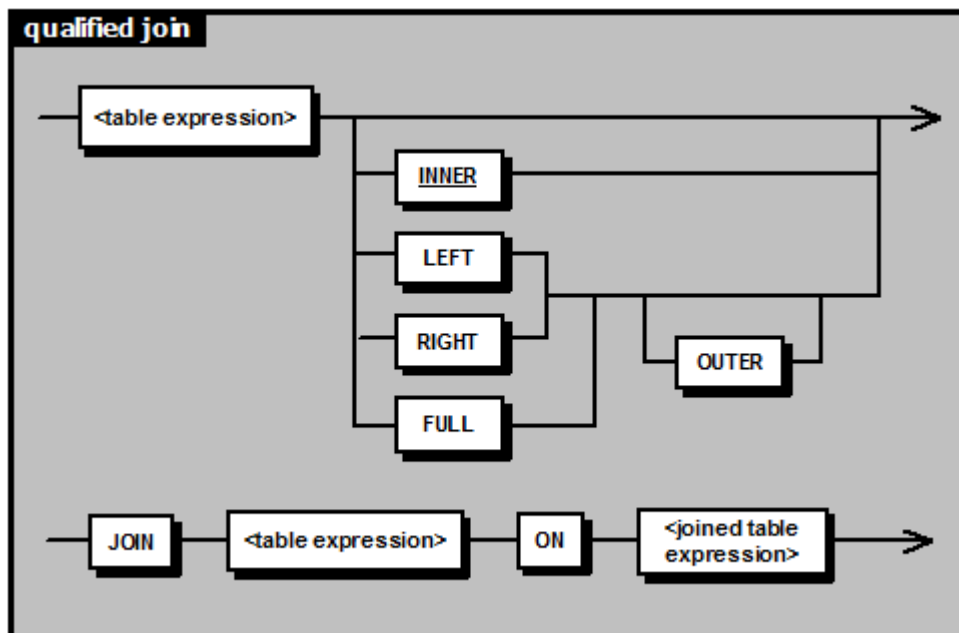 qualified join
<table expression>
INNER
LEFT
RIGHT
OUTER
FULL
JOIN
<table expression>
ON
<joined table
expression>